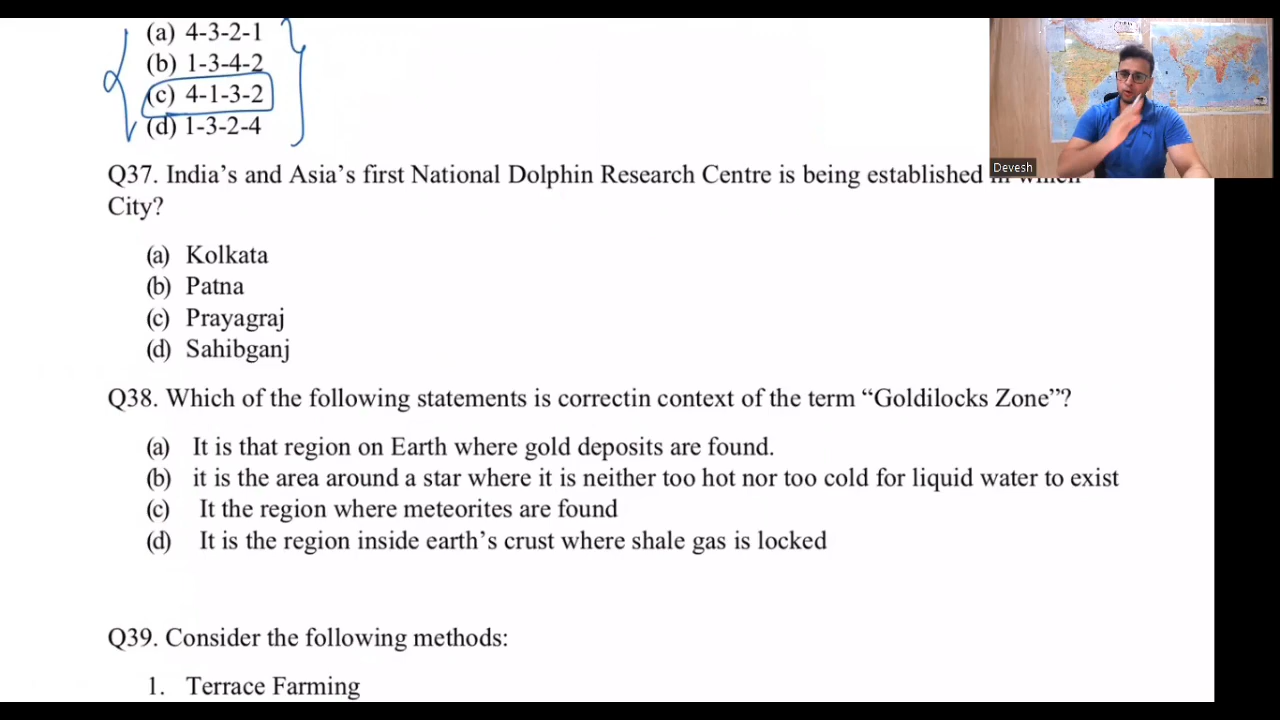 (a) 4-3-2-1
(b) 1-3-4-2
(c) 4-1-3-2
(d) 1-3-2-4
Q37. India's and Asia's first National Dolphin Research Centre is being established in which
City?
Devesh
(a) Kolkata
(b) Patna
(c) Prayagraj
(d) Sahibganj
Q38. Which of the following statements is correctin context of the term “Goldilocks Zone”?
(a) It is that region on Earth where gold deposits are found.
(b) it is the area around a star where it is neither too hot nor too cold for liquid water to exist
(c) It the region where meteorites are found
(d) It is the region inside earth's crust where shale gas is locked
Q39. Consider the following methods:
1. Terrace Farming